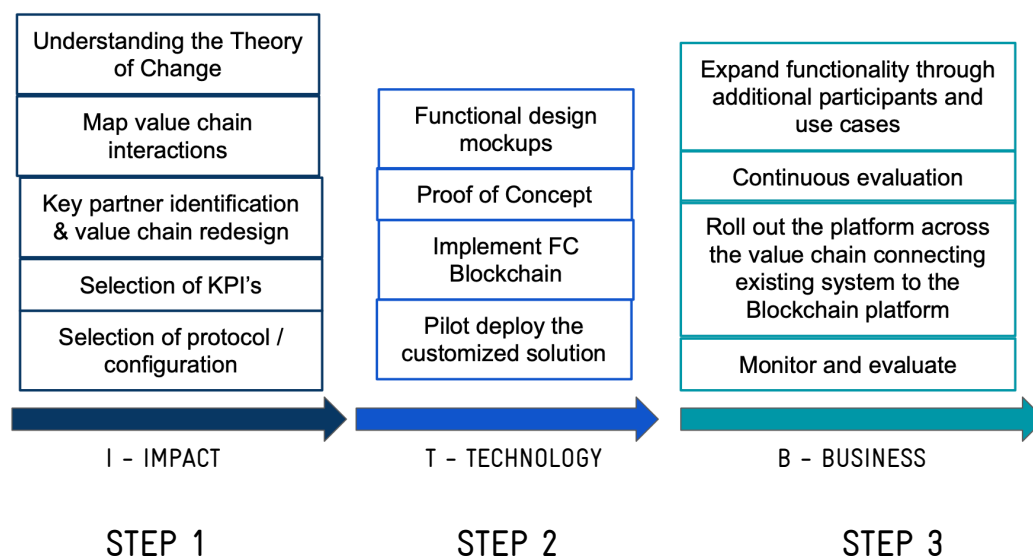 Understanding the Theory
of Change
Map value chain
interactions
Key partner identification
& value chain redesign
Selection of KPI's
Selection of protocol /
configuration
I - IMPACT
STEP 1
Functional design
mockups
Proof of Concept
Implement FC
Blockchain
Pilot deploy the
customized solution
T - TECHNOLOGY
STEP 2
Expand functionality through
additional participants and
use cases
Continuous evaluation
Roll out the platform across
the value chain connecting
existing system to the
Blockchain platform
Monitor and evaluate
B - BUSINESS
STEP 3